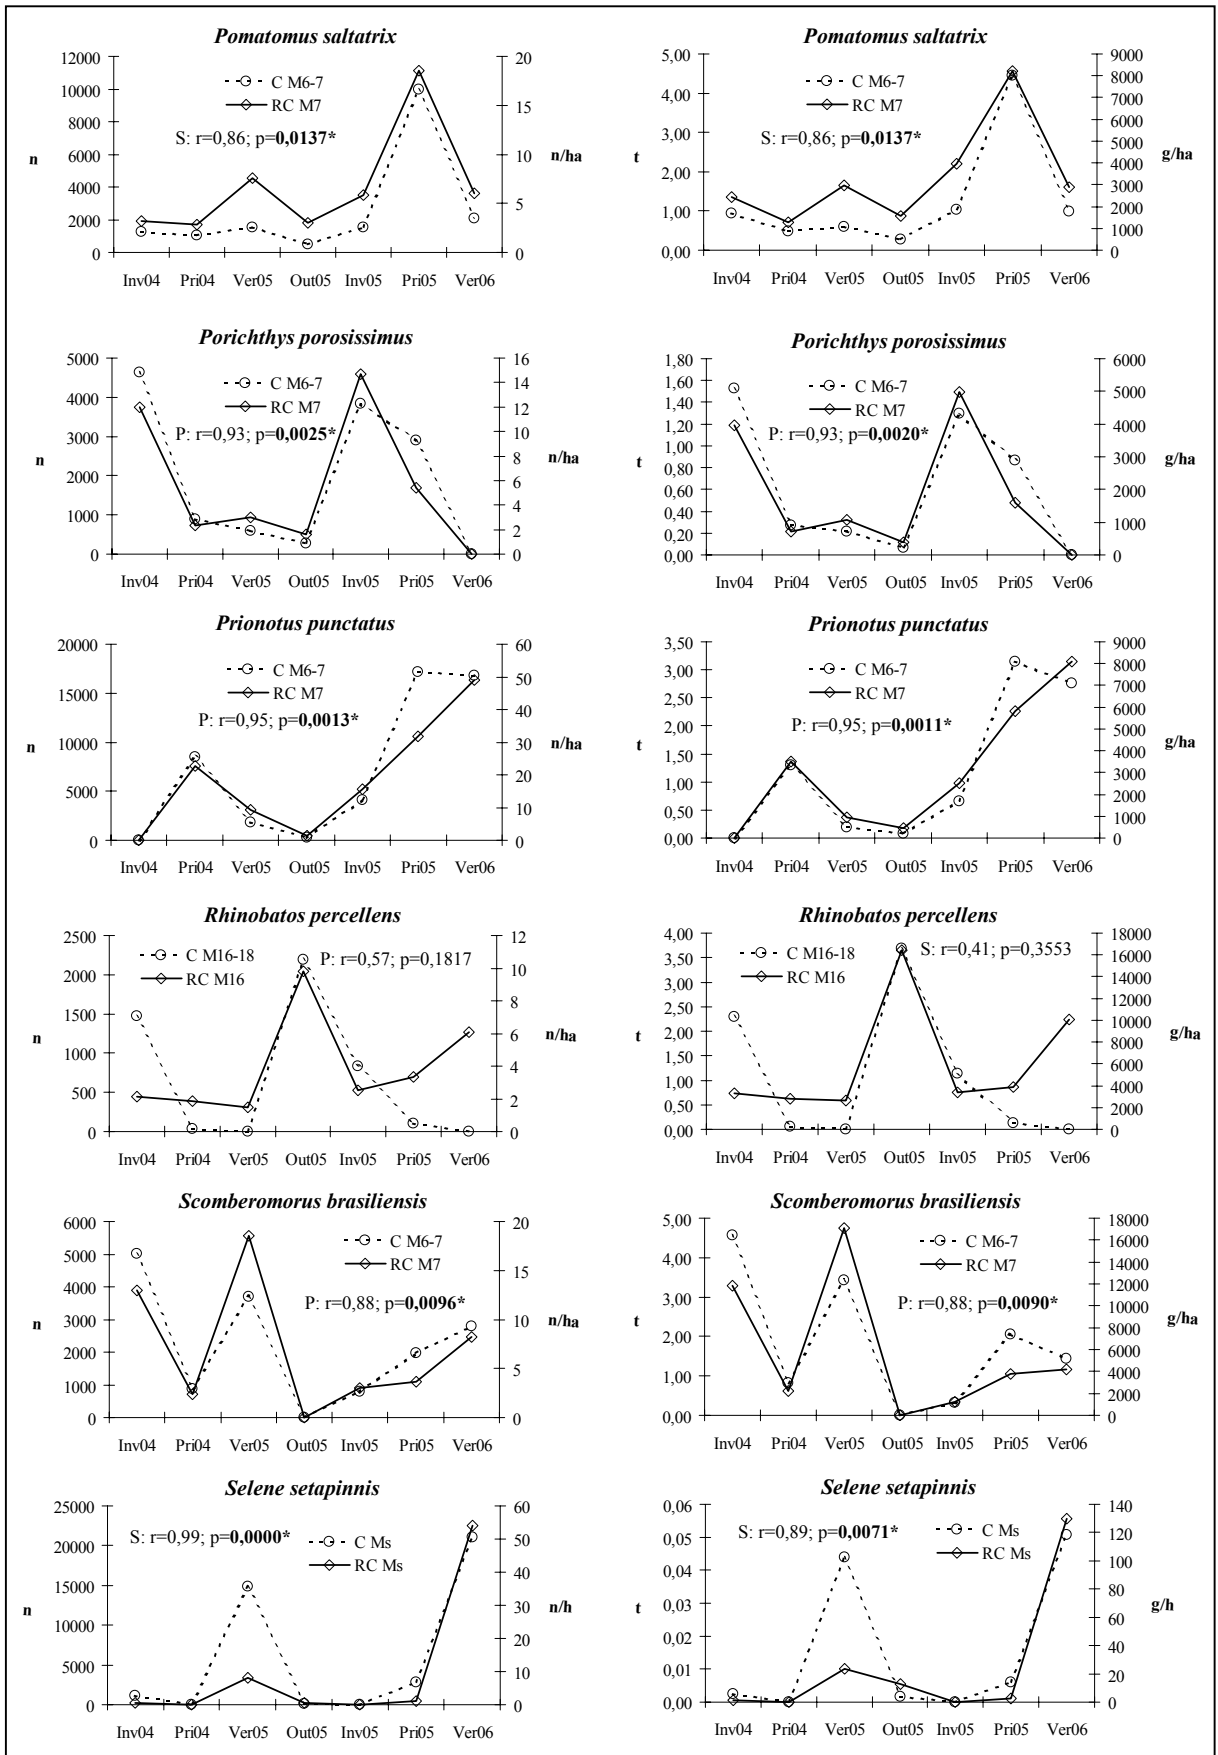 Pomatomus saltatrix
12000
10000
8000
6000
4000
2000
0
n
20
15
10
5
0
n/ha
C M6-7
RC M7
S: r=0,86; p=0,0137*
Inv04 Pri04 Ver05 Out05 Inv05 Pri05 Ver06
Pomatomus saltatrix
5,00
4,00
3,00
2,00
1,00
0,00
t
9000
8000
7000
6000
5000
4000
3000
2000
1000
0
g/ha
C M6-7
RC M7
S: r=0,86; p=0,0137*
Inv04 Pri04 Ver05 Out05 Inv05 Pri05 Ver06
Porichthys porosissimus
5000
4000
3000
2000
1000
0
n
16
14
12
10
8
6
4
2
0
n/ha
C M6-7
RC M7
P: r=0,93; p=0,0025*
Inv04 Pri04 Ver05 Out05 Inv05 Pri05 Ver06
Porichthys porosissimus
1,80
1,60
1,40
1,20
1,00
0,80
0,60
0,40
0,20
0,00
t
6000
5000
4000
3000
2000
1000
0
g/ha
C M6-7
RC M7
P: r=0,93; p=0,0020*
Inv04 Pri04 Ver05 Out05 Inv05 Pri05 Ver06
Prionotus punctatus
20000
15000
10000
5000
0
n
60
50
40
30
20
10
0
n/ha
C M6-7
RC M7
P: r=0,95; p=0,0013*
Inv04 Pri04 Ver05 Out05 Inv05 Pri05 Ver06
Prionotus punctatus
3,50
3,00
2,50
2,00
1,50
1,00
0,50
0,00
t
9000
8000
7000
6000
5000
4000
3000
2000
1000
0
g/ha
C M6-7
RC M7
P: r=0,95; p=0,0011*
Inv04 Pri04 Ver05 Out05 Inv05 Pri05 Ver06
Rhinobatos percellens
2500
2000
1500
1000
500
0
n
12
10
8
6
4
2
0
n/ha
C M16-18
RC M16
P: r=0,57; p=0,1817
Inv04 Pri04 Ver05 Out05 Inv05 Pri05 Ver06
Rhinobatos percellens
4,00
3,50
3,00
2,50
2,00
1,50
1,00
0,50
0,00
t
18000
16000
14000
12000
10000
8000
6000
4000
2000
0
g/ha
C M16-18
RC M16
S: r=0,41; p=0,3553
Inv04 Pri04 Ver05 Out05 Inv05 Pri05 Ver06
Scomberomorus brasiliensis
6000
5000
4000
3000
2000
1000
0
n
20
15
10
5
0
n/ha
C M6-7
RC M7
P: r=0,88; p=0,0096*
Inv04 Pri04 Ver05 Out05 Inv05 Pri05 Ver06
Scomberomorus brasiliensis
5,00
4,00
3,00
2,00
1,00
0,00
t
18000
16000
14000
12000
10000
8000
6000
4000
2000
0
g/ha
C M6-7
RC M7
P: r=0,88; p=0,0090*
Inv04 Pri04 Ver05 Out05 Inv05 Pri05 Ver06
Selene setapinnis
25000
20000
15000
10000
5000
0
n
60
50
40
30
20
10
0
n/h
S: r=0,99; p=0,0000*
C Ms
RC Ms
Inv04 Pri04 Ver05 Out05 Inv05 Pri05 Ver06
Selene setapinnis
0,06
0,05
0,04
0,03
0,02
0,01
0,00
t
140
120
100
80
60
40
20
0
g/h
S: r=0,89; p=0,0071*
C Ms
RC Ms
Inv04 Pri04 Ver05 Out05 Inv05 Pri05 Ver06